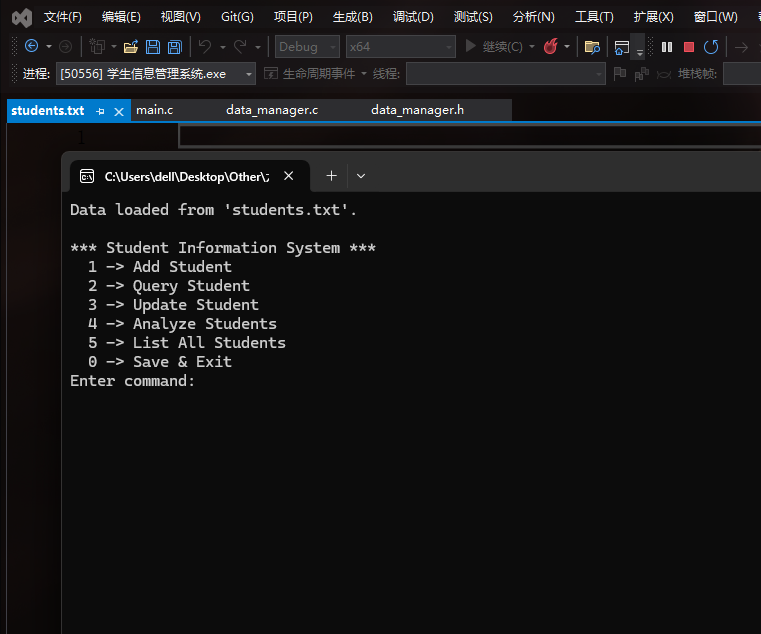 文件(F) 编辑(E) 视图(V) Git(G) 项目(P) 生成(B) 调试(D) 测试(S) 分析(N) 工具(T) 扩展(X) 窗口(W)
Debug x64 继续(C)
进程: [50556] 学生信息管理系统.exe 生命周期事件 线程: 堆栈帧:
students.txt main.c data_manager.c data_manager.h
1
C:\Users\dell\Desktop\Other\
Data loaded from 'students.txt'.
*** Student Information System ***
1 -> Add Student
2 -> Query Student
3 -> Update Student
4 -> Analyze Students
5 -> List All Students
0 -> Save & Exit
Enter command: